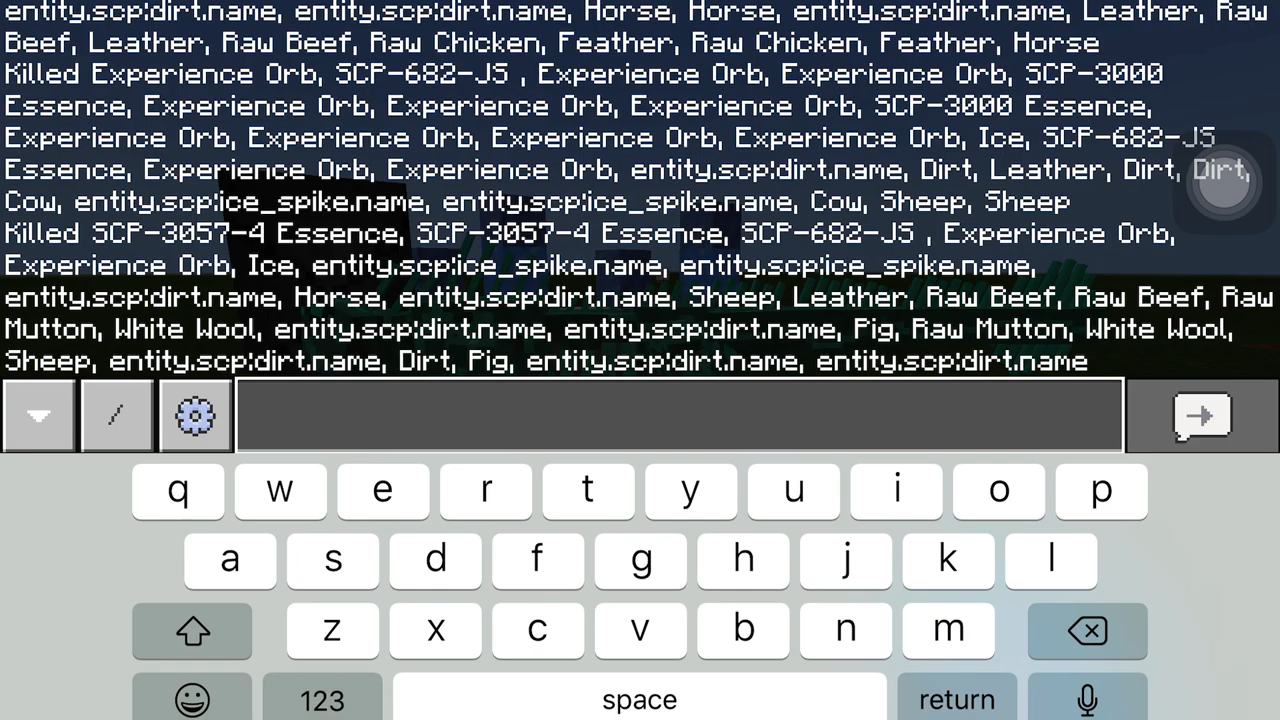 entity.scp:dirt.name, entity.scp:dirt.name, Horse, Horse, entity.scp:dirt.name, Leather, Raw
Beef, Leather, Raw Beef, Raw Chicken, Feather, Raw Chicken, Feather, Horse
Killed Experience Orb, SCP-682-JS , Experience Orb, Experience Orb, SCP-3000
Essence, Experience Orb, Experience Orb, Experience Orb, SCP-3000 Essence,
Experience Orb, Experience Orb, Experience Orb, Experience Orb, Ice, SCP-682-JS
Essence, Experience Orb, Experience Orb, entity.scp:dirt.name, Dirt, Leather, Dirt, Dirt,
Cow, entity.scp:ice_spike.name, entity.scp:ice_spike.name, Cow, Sheep, Sheep
Killed SCP-3057-4 Essence, SCP-3057-4 Essence, SCP-682-JS , Experience Orb,
Experience Orb, Ice, entity.scp:ice_spike.name, entity.scp:ice_spike.name,
entity.scp:dirt.name, Horse, entity.scp:dirt.name, Sheep, Leather, Raw Beef, Raw Beef, Raw
Mutton, White Wool, entity.scp:dirt.name, entity.scp:dirt.name, Pig, Raw Mutton, White Wool,
Sheep, entity.scp:dirt.name, Dirt, Pig, entity.scp:dirt.name, entity.scp:dirt.name
/
q w e r t y u i o p
a s d f g h j k l
z x c v b n m
123 space return